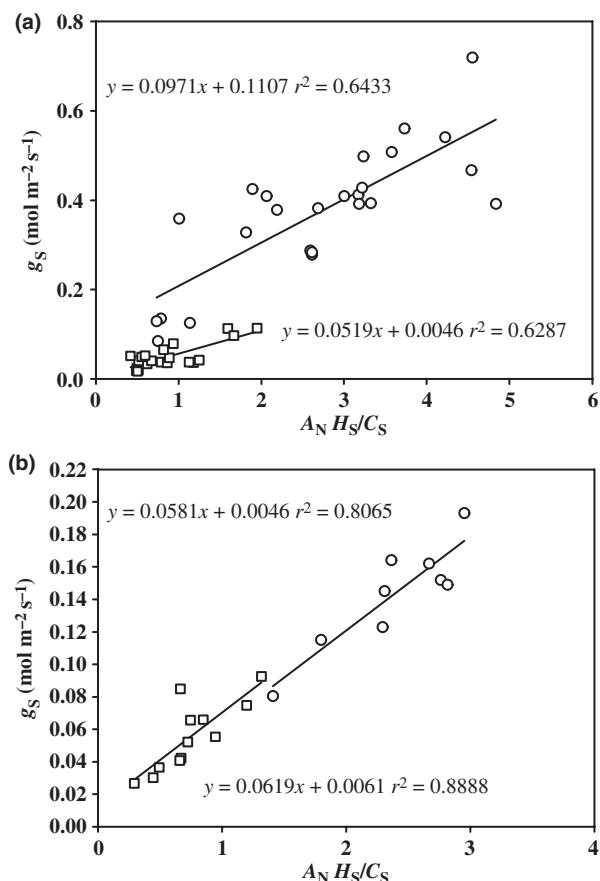 (a)
0.8
y = 0.0971x + 0.1107 r² = 0.6433
0.6
0.4
0.2
y = 0.0519x + 0.0046 r² = 0.6287
0.0
gS (mol m⁻² s⁻¹)
0 1 2 3 4 5 6
AN HS/CS
(b)
0.22
0.20
y = 0.0581x + 0.0046 r² = 0.8065
0.18
0.16
0.14
0.12
0.10
0.08
0.06
0.04
y = 0.0619x + 0.0061 r² = 0.8888
0.02
0.00
gS (mol m⁻² s⁻¹)
0 1 2 3 4
AN HS/CS